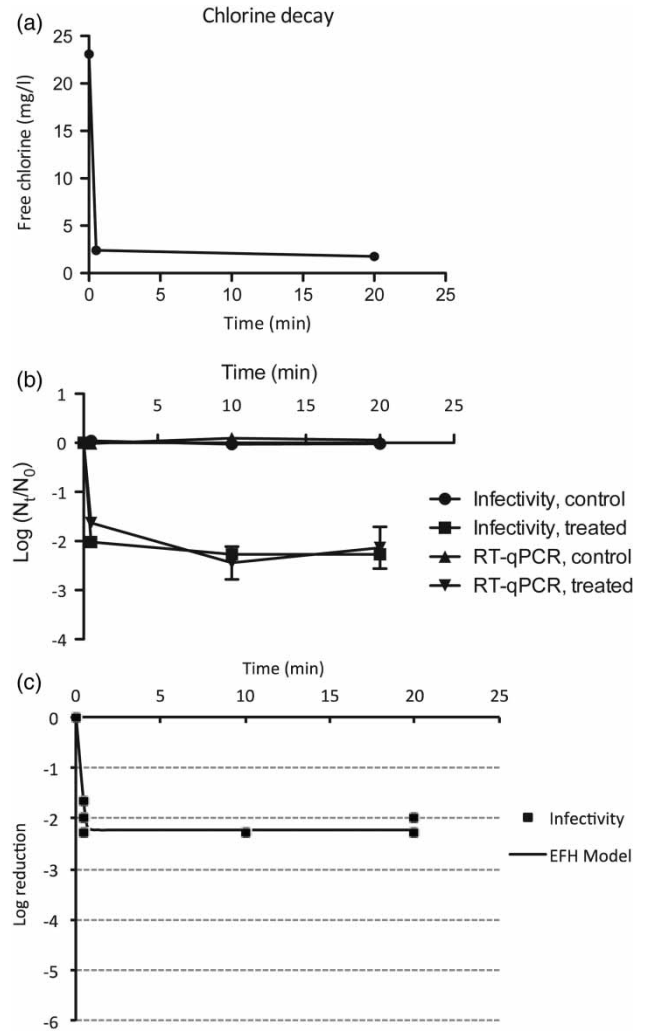 (a)
Chlorine decay
Free chlorine (mg/l)
25
20
15
10
5
0
0 5 10 15 20 25
Time (min)
(b)
Time (min)
5 10 15 20 25
Log (Nt/N0)
1
0
-1
-2
-3
-4
Infectivity, control
Infectivity, treated
RT-qPCR, control
RT-qPCR, treated
(c)
Time (min)
0 5 10 15 20 25
Log reduction
0
-1
-2
-3
-4
-5
-6
Infectivity
EFH Model